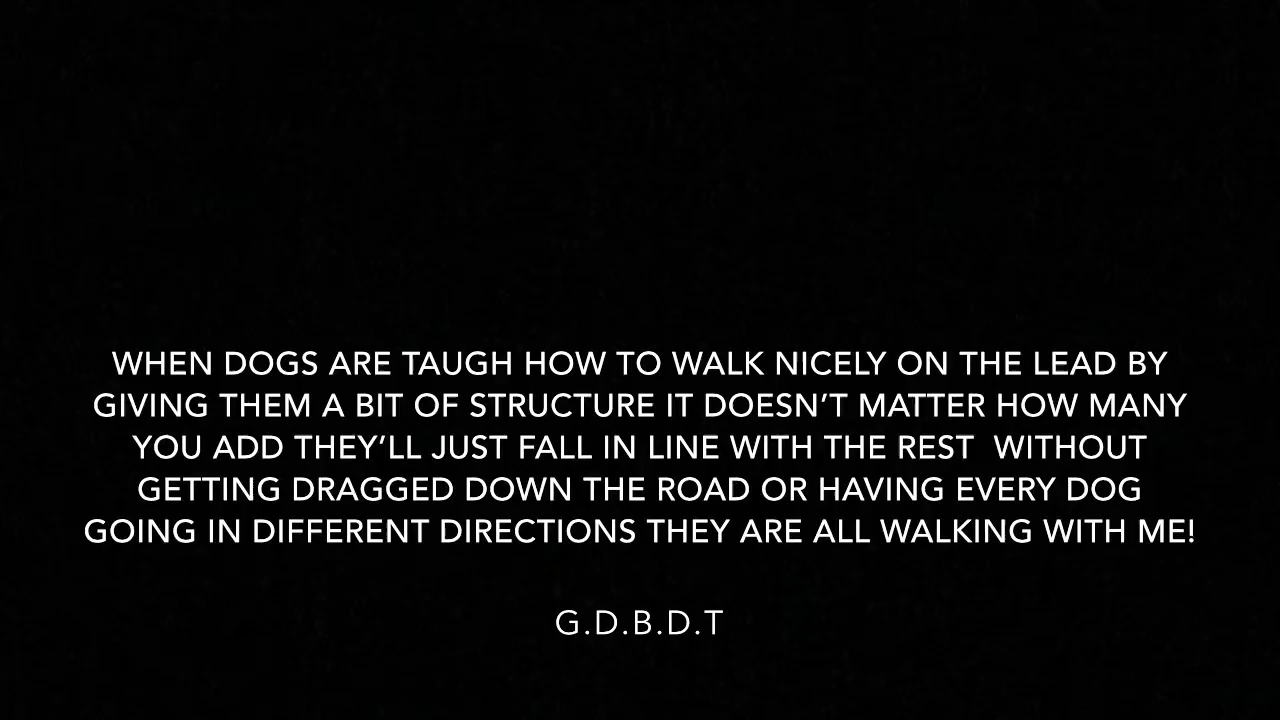 WHEN DOGS ARE TAUGH HOW TO WALK NICELY ON THE LEAD BY
GIVING THEM A BIT OF STRUCTURE IT DOESN’T MATTER HOW MANY
YOU ADD THEY’LL JUST FALL IN LINE WITH THE REST  WITHOUT
GETTING DRAGGED DOWN THE ROAD OR HAVING EVERY DOG
GOING IN DIFFERENT DIRECTIONS THEY ARE ALL WALKING WITH ME!
G.D.B.D.T